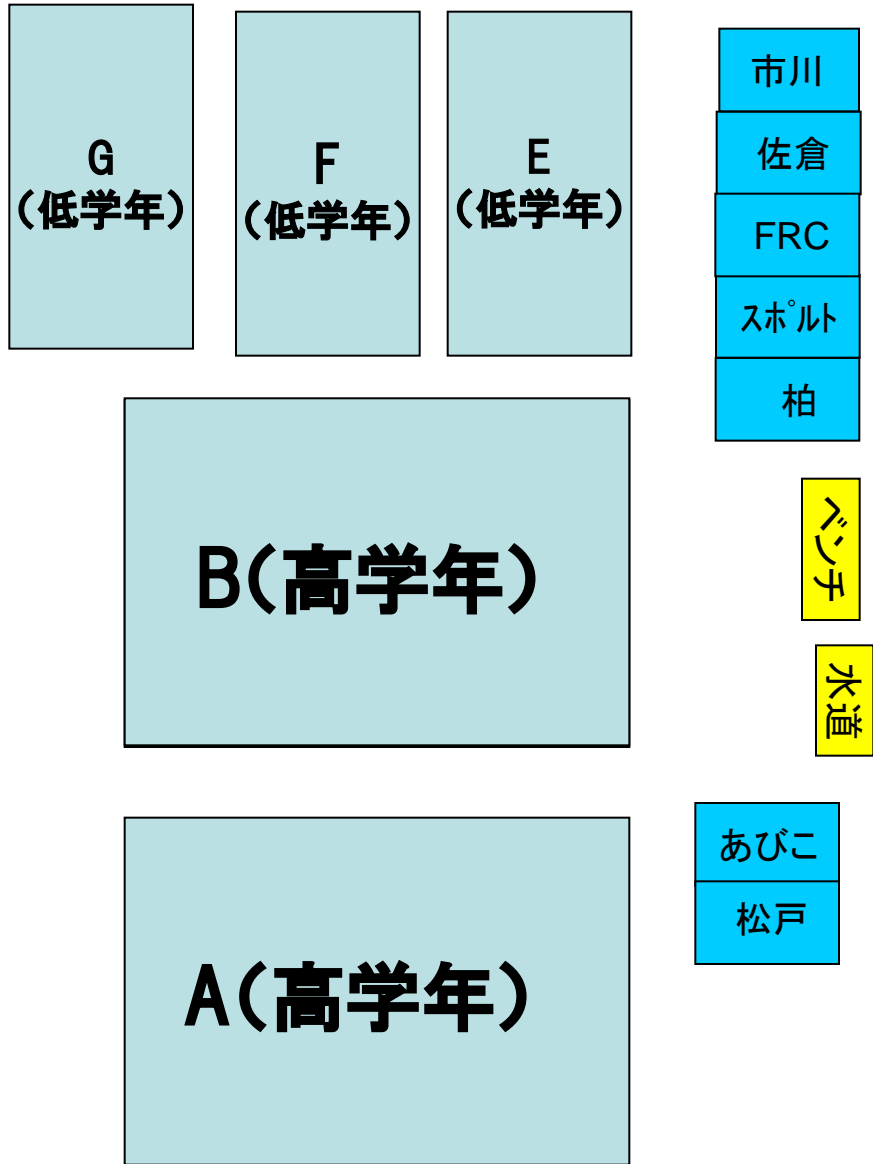 G
(低学年)
F
(低学年)
E
(低学年)
市川
佐倉
FRC
スポルト
柏
B(高学年)
ベンチ
水道
あびこ
松戸
A(高学年)